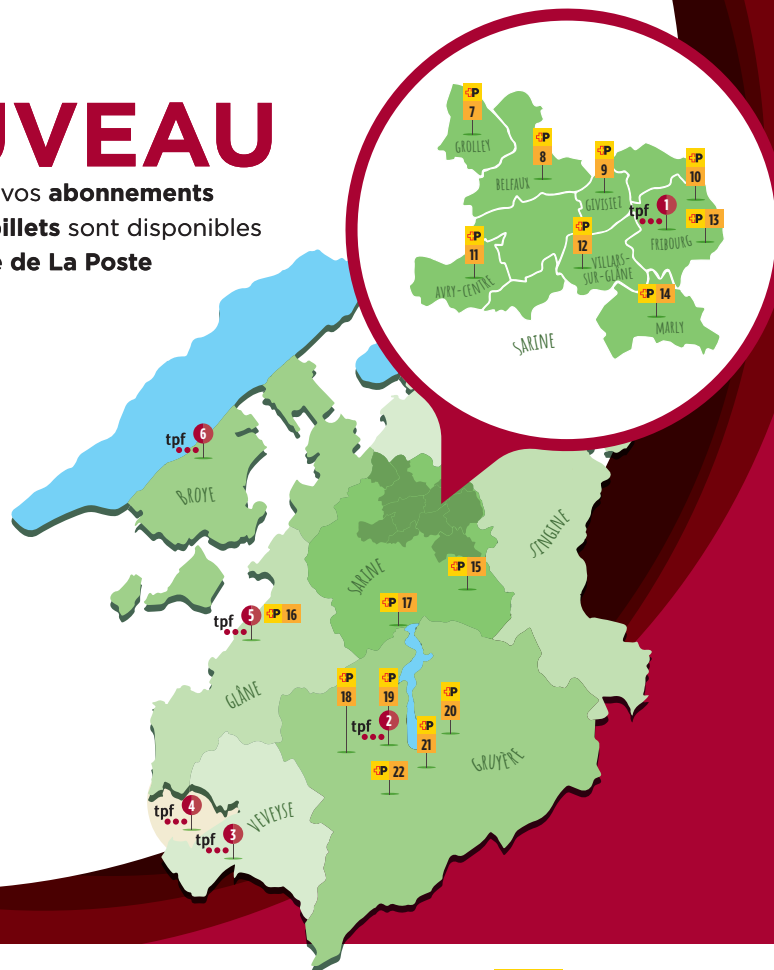 UVEAU
vos abonnements
billets sont disponibles
e de La Poste
P
7
GROLLEY
P
8
BELFAUX
P
9
GIVISIEZ
P
10
tpf 1
P 13
FRIBOURG
P
11
AVRY-CENTRE
P
12
VILLARS-
SUR-GLÂNE
P 14
MARLY
SARINE
tpf 6
BROYE
SINGINE
SARINE
P 15
P 17
tpf 5
P 16
GLÂNE
P
18
P
19
tpf 2
P
20
P
21
P 22
GRUYÈRE
tpf 4
VEVEYSE
tpf 3